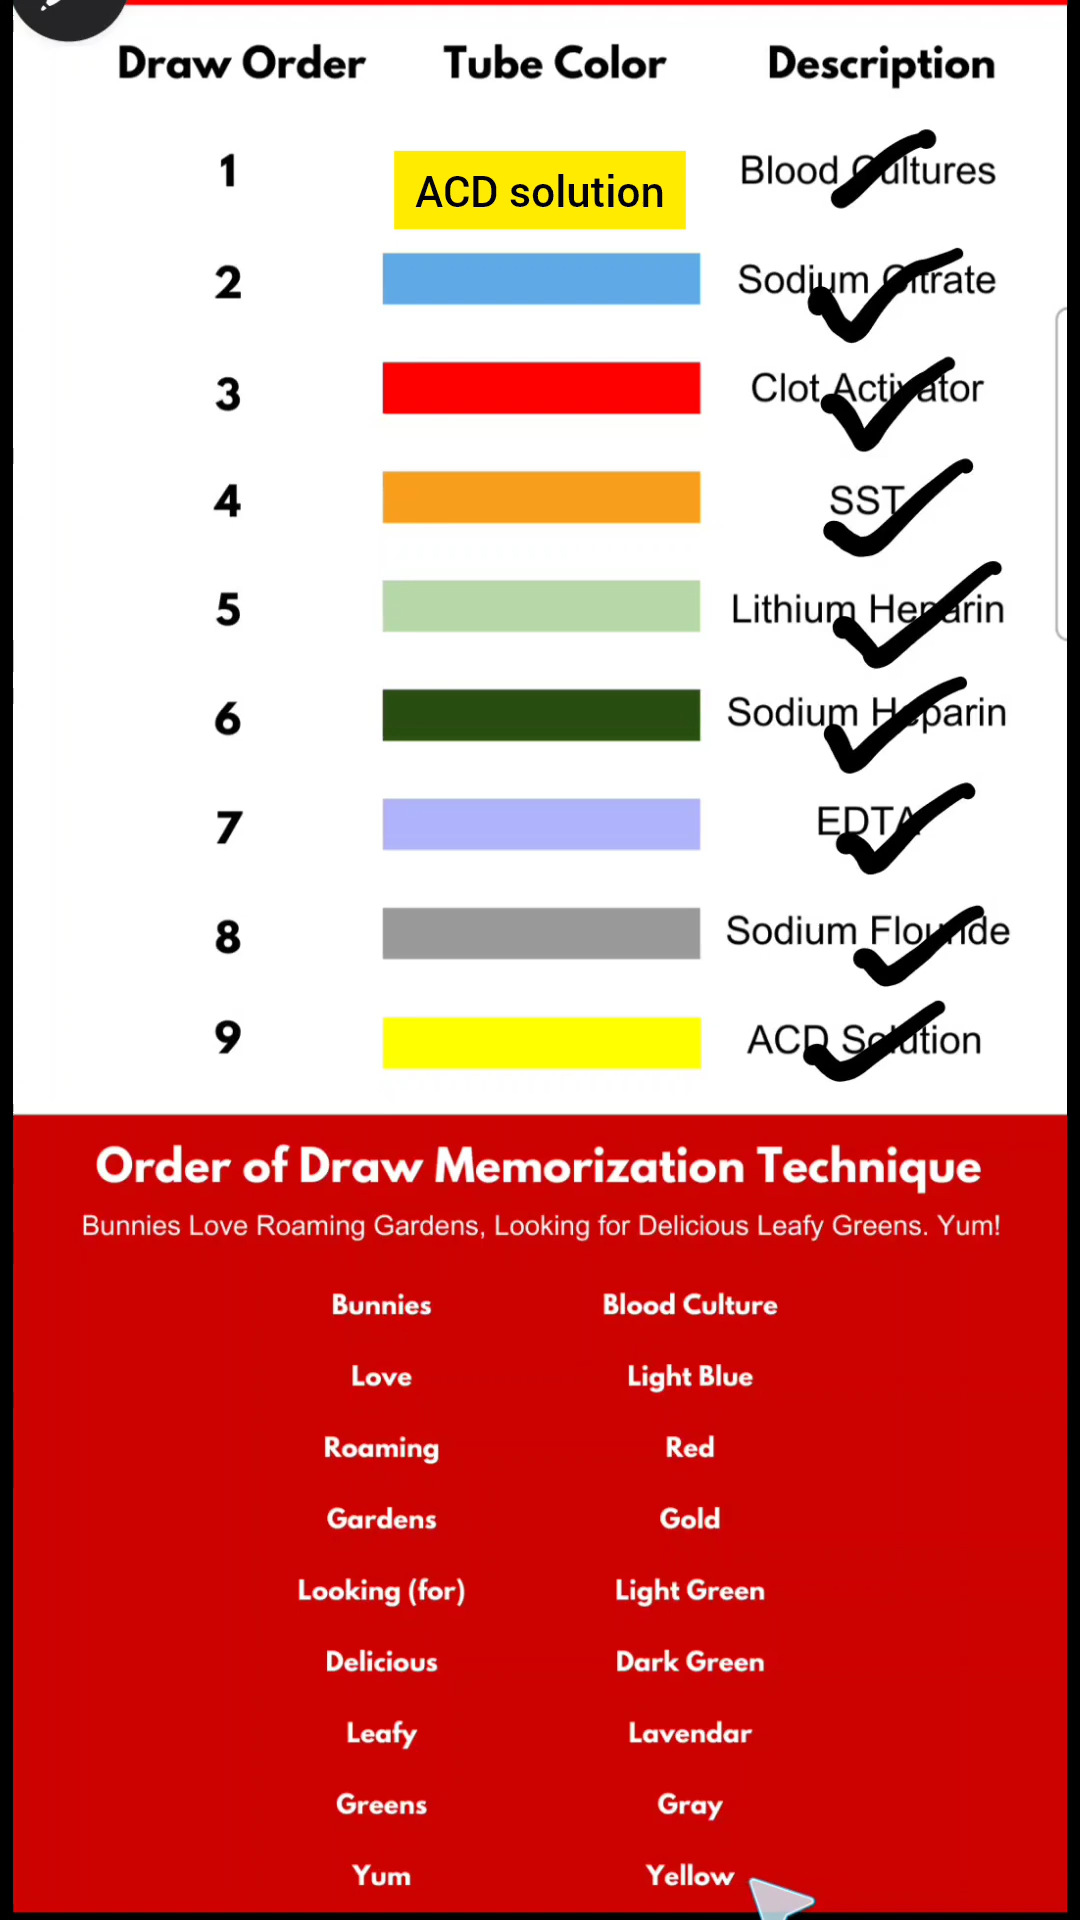 Draw Order Tube Color Description
1 ACD solution Blood Cultures
2 Sodium Citrate
3 Clot Activator
4 SST
5 Lithium Heparin
6 Sodium Heparin
7 EDTA
8 Sodium Flouride
9 ACD Solution
Order of Draw Memorization Technique
Bunnies Love Roaming Gardens, Looking for Delicious Leafy Greens. Yum!
Bunnies Blood Culture
Love Light Blue
Roaming Red
Gardens Gold
Looking (for) Light Green
Delicious Dark Green
Leafy Lavendar
Greens Gray
Yum Yellow